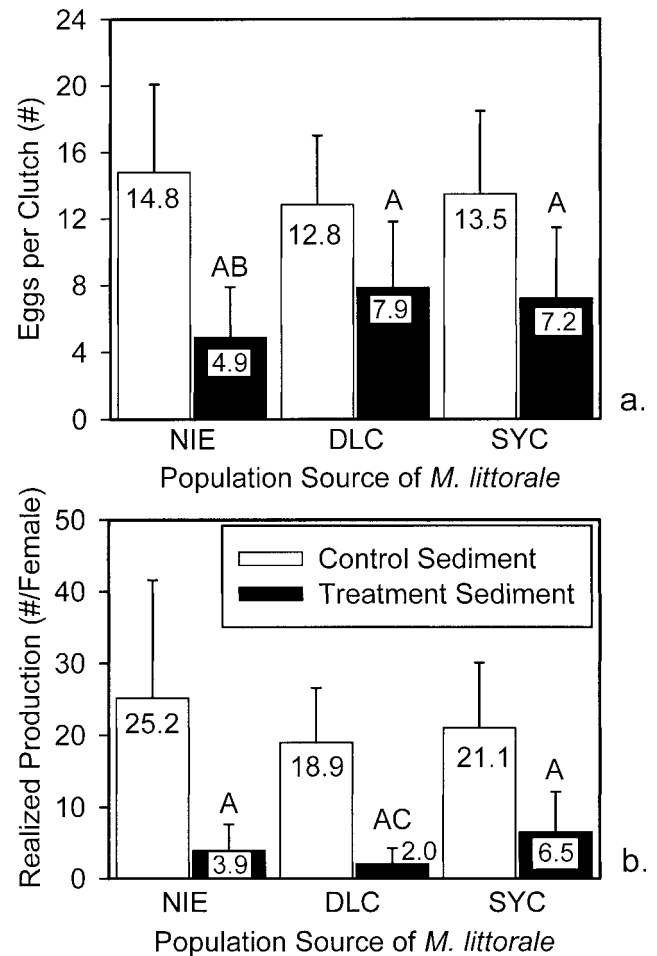 24
20
16
12
8
4
0
Eggs per Clutch (#)
14.8
AB
4.9
12.8
A
7.9
13.5
A
7.2
a.
NIE DLC SYC
Population Source of M. littorale
50
40
30
20
10
0
Realized Production (#/Female)
Control Sediment
Treatment Sediment
25.2
A
3.9
18.9
AC
2.0
21.1
A
6.5
b.
NIE DLC SYC
Population Source of M. littorale